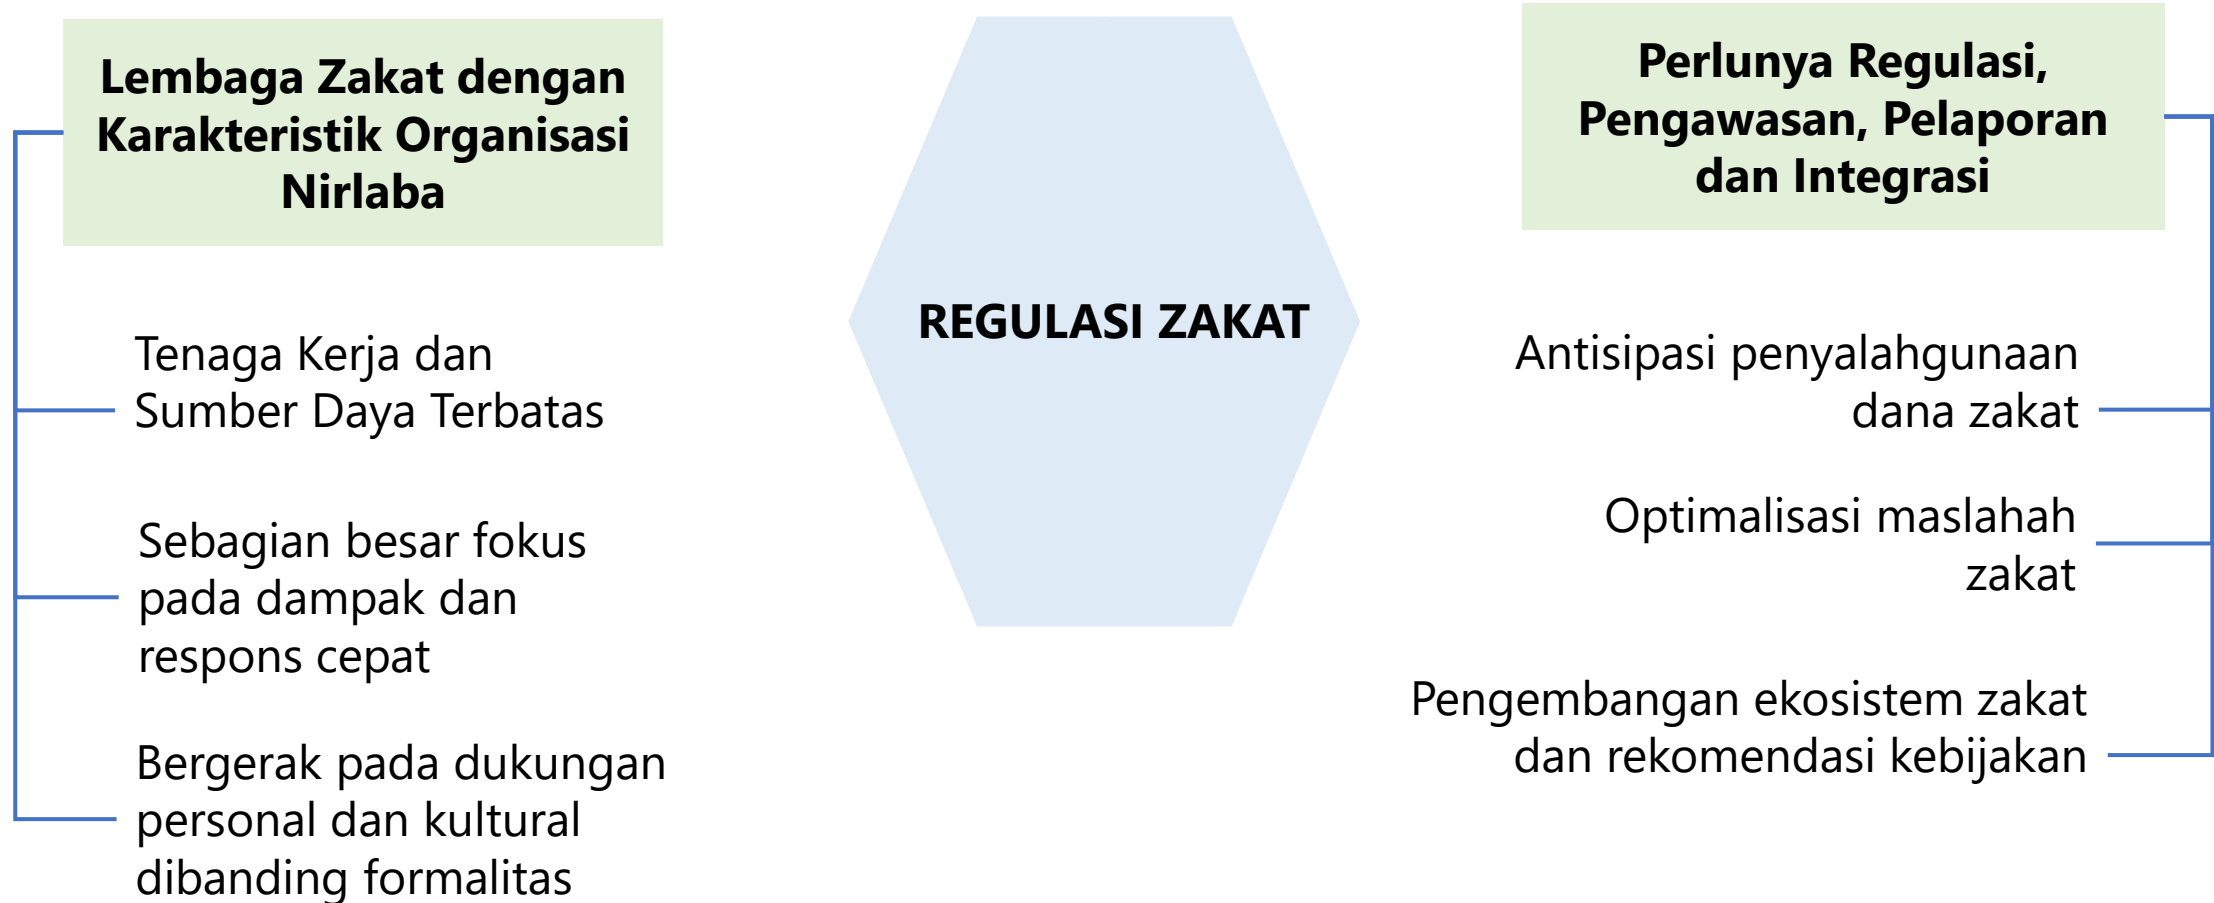 Lembaga Zakat dengan
Karakteristik Organisasi
Nirlaba
Tenaga Kerja dan
Sumber Daya Terbatas
Sebagian besar fokus
pada dampak dan
respons cepat
Bergerak pada dukungan
personal dan kultural
dibanding formalitas
REGULASI ZAKAT
Perlunya Regulasi,
Pengawasan, Pelaporan
dan Integrasi
Antisipasi penyalahgunaan
dana zakat
Optimalisasi maslahah
zakat
Pengembangan ekosistem zakat
dan rekomendasi kebijakan